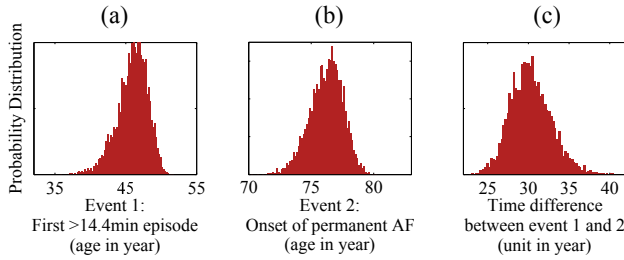 (a)
(b)
(c)
Probability Distribution
35
45
55
Event 1:
First >14.4min episode
(age in year)
70
75
80
Event 2:
Onset of permanent AF
(age in year)
25
30
35
40
Time difference
between event 1 and 2
(unit in year)